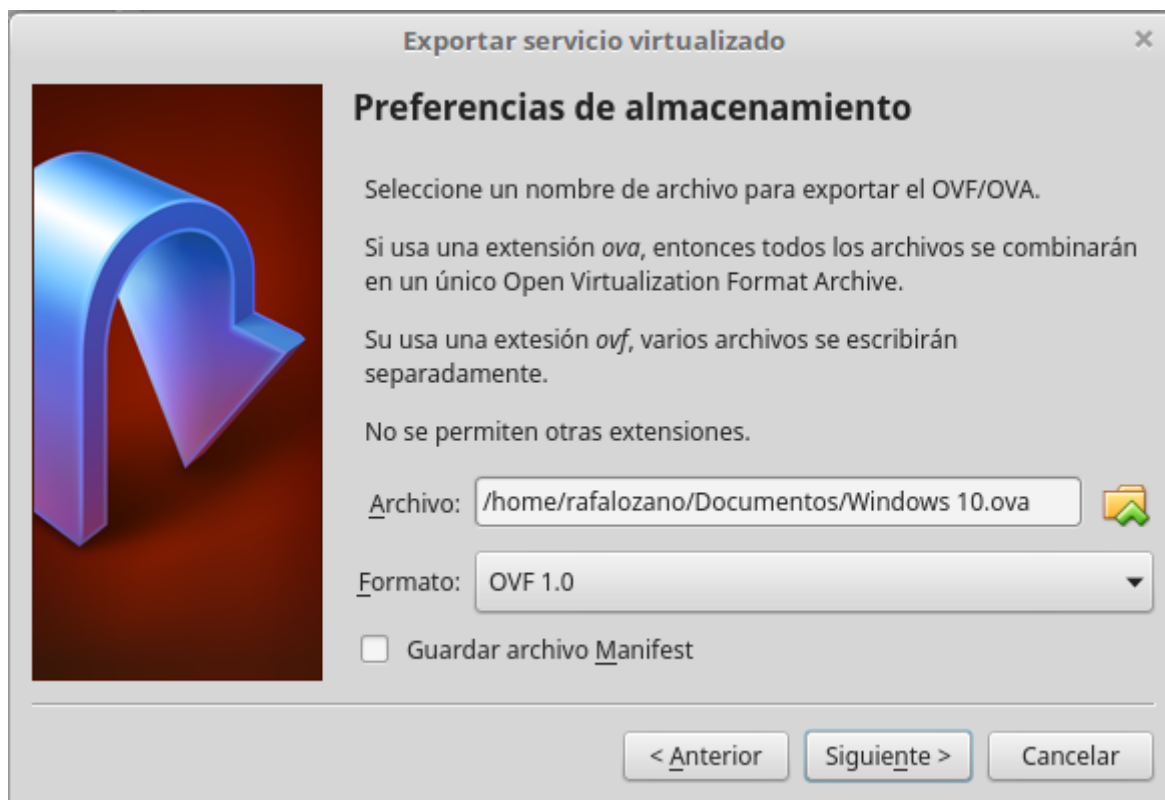 Exportar servicio virtualizado
Preferencias de almacenamiento
Seleccione un nombre de archivo para exportar el OVF/OVA.
Si usa una extensión ova, entonces todos los archivos se combinarán
en un único Open Virtualization Format Archive.
Su usa una extesión ovf, varios archivos se escribirán
separadamente.
No se permiten otras extensiones.
Archivo: /home/rafalozano/Documentos/Windows 10.ova
Formato: OVF 1.0
Guardar archivo Manifest
< Anterior Siguiente > Cancelar